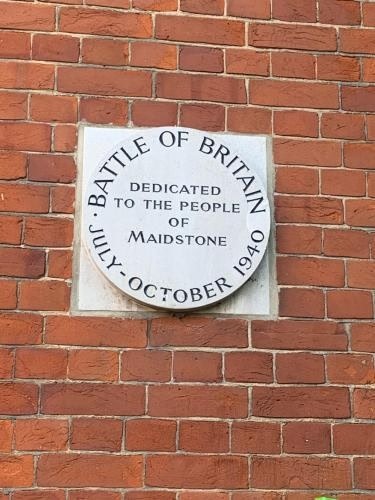 BATTLE OF BRITAIN
DEDICATED
TO THE PEOPLE
OF
MAIDSTONE
· JULY - OCTOBER 1940 ·